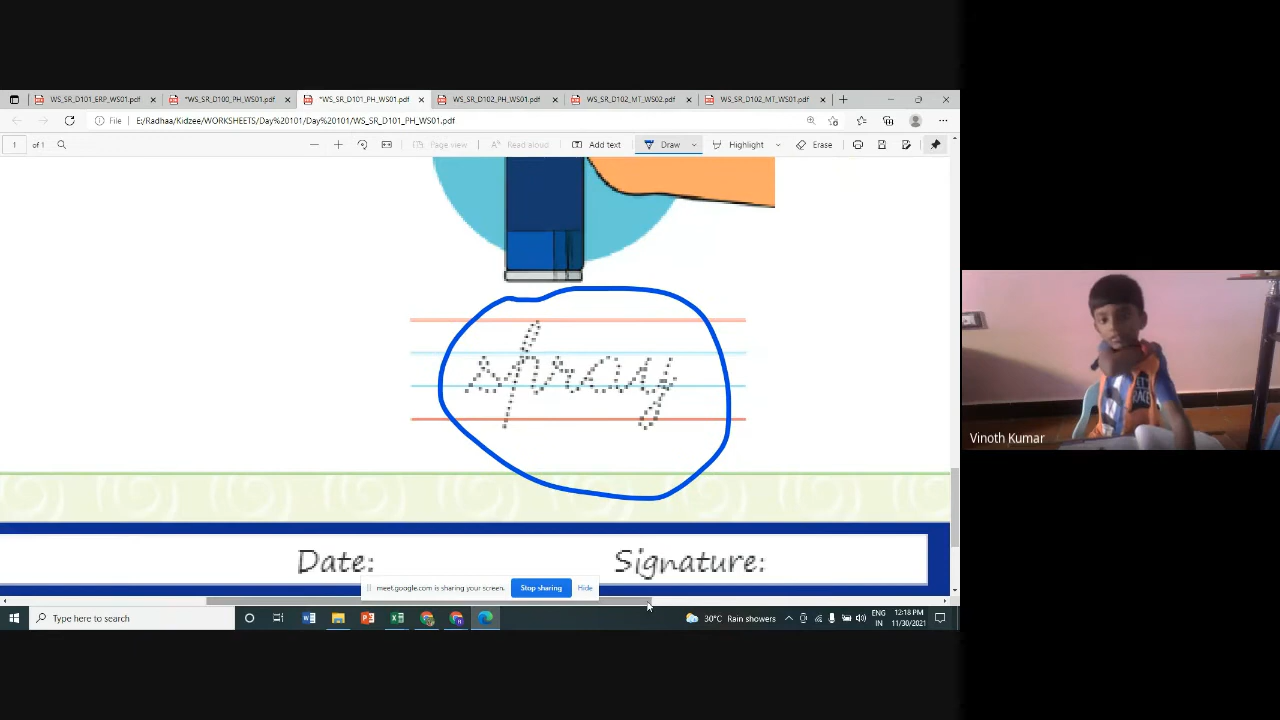 WS_SR_D101_ERP_WS01.pdf *WS_SR_D100_PH_WS01.pdf *WS_SR_D101_PH_WS01.pdf WS_SR_D102_PH_WS01.pdf WS_SR_D102_MT_WS02.pdf WS_SR_D102_MT_WS01.pdf
File E:/Radhaa/Kidzee/WORKSHEETS/Day%20101/Day%20101/WS_SR_D101_PH_WS01.pdf
1 of 1 Page view Read aloud Add text Draw Highlight Erase
spray
Vinoth Kumar
Date: Signature:
meet.google.com is sharing your screen. Stop sharing Hide
Type here to search 30°C Rain showers ENG IN 12:18 PM 11/30/2021